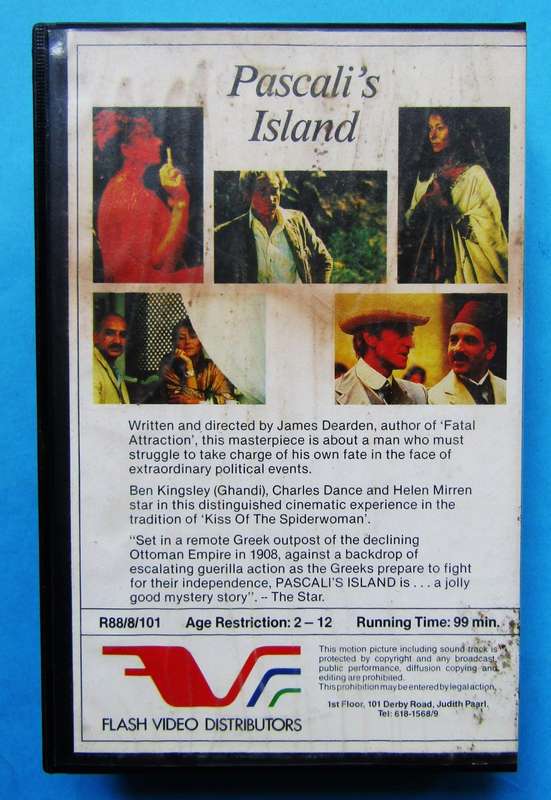 Pascali's
Island
Written and directed by James Dearden, author of 'Fatal
Attraction', this masterpiece is about a man who must
struggle to take charge of his own fate in the face of
extraordinary political events.
Ben Kingsley (Ghandi), Charles Dance and Helen Mirren
star in this distinguished cinematic experience in the
tradition of 'Kiss Of The Spiderwoman'.
"Set in a remote Greek outpost of the declining
Ottoman Empire in 1908, against a backdrop of
escalating guerilla action as the Greeks prepare to fight
for their independence, PASCALI'S ISLAND is . . . a jolly
good mystery story". – The Star.
R88/8/101 Age Restriction: 2 – 12 Running Time: 99 min.
This motion picture including sound track is
protected by copyright and any broadcast,
public performance, diffusion copying and
editing are prohibited.
This prohibition may be entered by legal action.
1st Floor, 101 Derby Road, Judith Paarl.
Tel: 618-1568/9
FLASH VIDEO DISTRIBUTORS